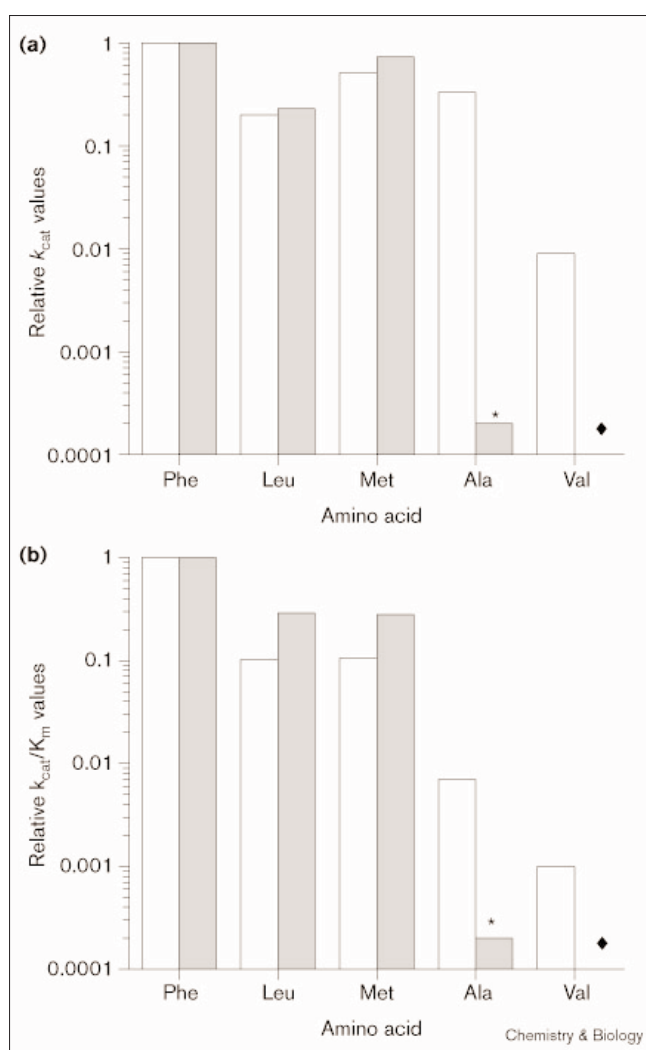 (a)
Relative kcat values
1
0.1
0.01
0.001
0.0001
*
♦
Phe Leu Met Ala Val
Amino acid
(b)
Relative kcat/Km values
1
0.1
0.01
0.001
0.0001
*
♦
Phe Leu Met Ala Val
Amino acid
Chemistry & Biology